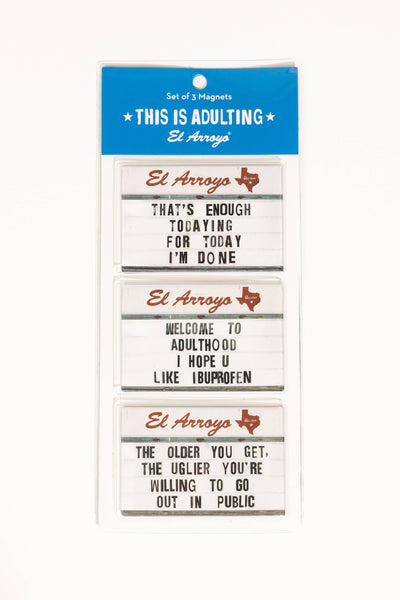 Set of 3 Magnets
★ THIS IS ADULTING ★
El Arroyo®
El Arroyo
THAT'S ENOUGH
TODAYING
FOR TODAY
I'M DONE
El Arroyo
WELCOME TO
ADULTHOOD
I HOPE U
LIKE IBUPROFEN
El Arroyo
THE OLDER YOU GET,
THE UGLIER YOU'RE
WILLING TO GO
OUT IN PUBLIC